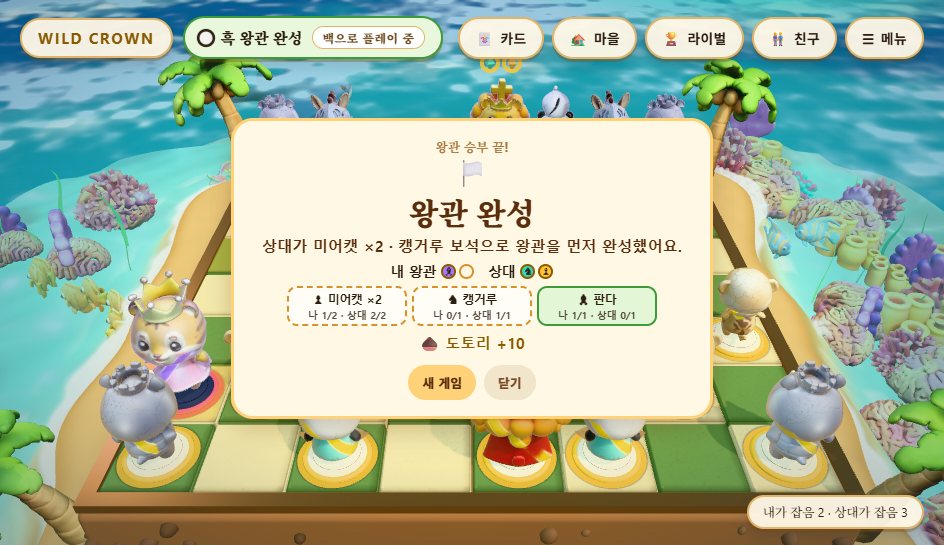 WILD CROWN
흑 왕관 완성
백으로 플레이 중
카드
마을
라이벌
친구
☰ 메뉴
왕관 승부 끝!
왕관 완성
상대가 미어캣 ×2 · 캥거루 보석으로 왕관을 먼저 완성했어요.
내 왕관 상대
미어캣 ×2
나 1/2 · 상대 2/2
캥거루
나 0/1 · 상대 1/1
판다
나 1/1 · 상대 0/1
도토리 +10
새 게임
닫기
내가 잡음 2 · 상대가 잡음 3